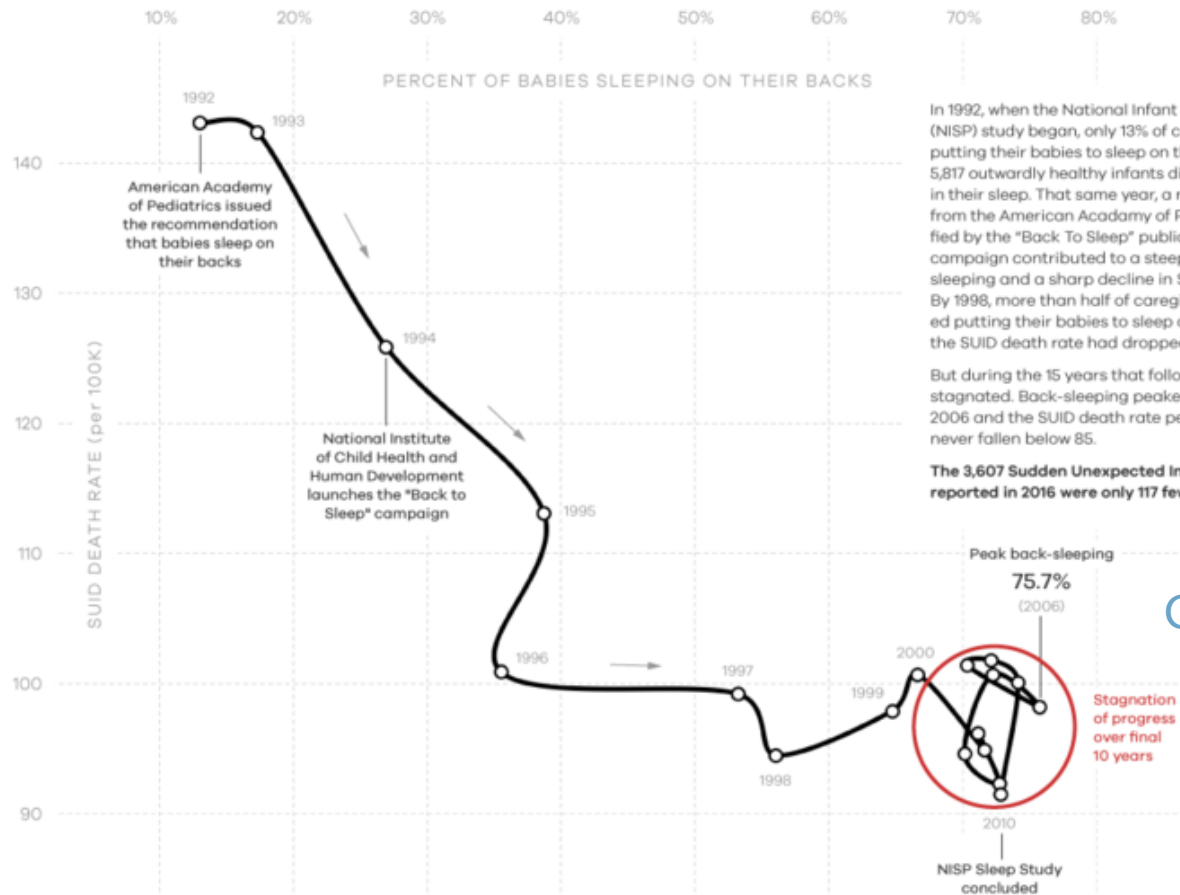 10% 20% 30% 40% 50% 60% 70% 80%
PERCENT OF BABIES SLEEPING ON THEIR BACKS
1992
1993
140
American Academy
of Pediatrics issued
the recommendation
that babies sleep on
their backs
130
SUID DEATH RATE (per 100K)
1994
120
National Institute
of Child Health and
Human Development
launches the "Back to
Sleep" campaign
1995
110
1996
100
1997
1998
1999
2000
90
In 1992, when the National Infant
(NISP) study began, only 13% of c
putting their babies to sleep on th
5,817 outwardly healthy infants di
in their sleep. That same year, a r
from the American Acadamy of P
fied by the "Back To Sleep" public
campaign contributed to a steep
sleeping and a sharp decline in S
By 1998, more than half of careg
ed putting their babies to sleep o
the SUID death rate had dropped
But during the 15 years that follo
stagnated. Back-sleeping peake
2006 and the SUID death rate pe
never fallen below 85.
The 3,607 Sudden Unexpected In
reported in 2016 were only 117 few
Peak back-sleeping
75.7%
(2006)
Stagnation
of progress
over final
10 years
2010
NISP Sleep Study
concluded